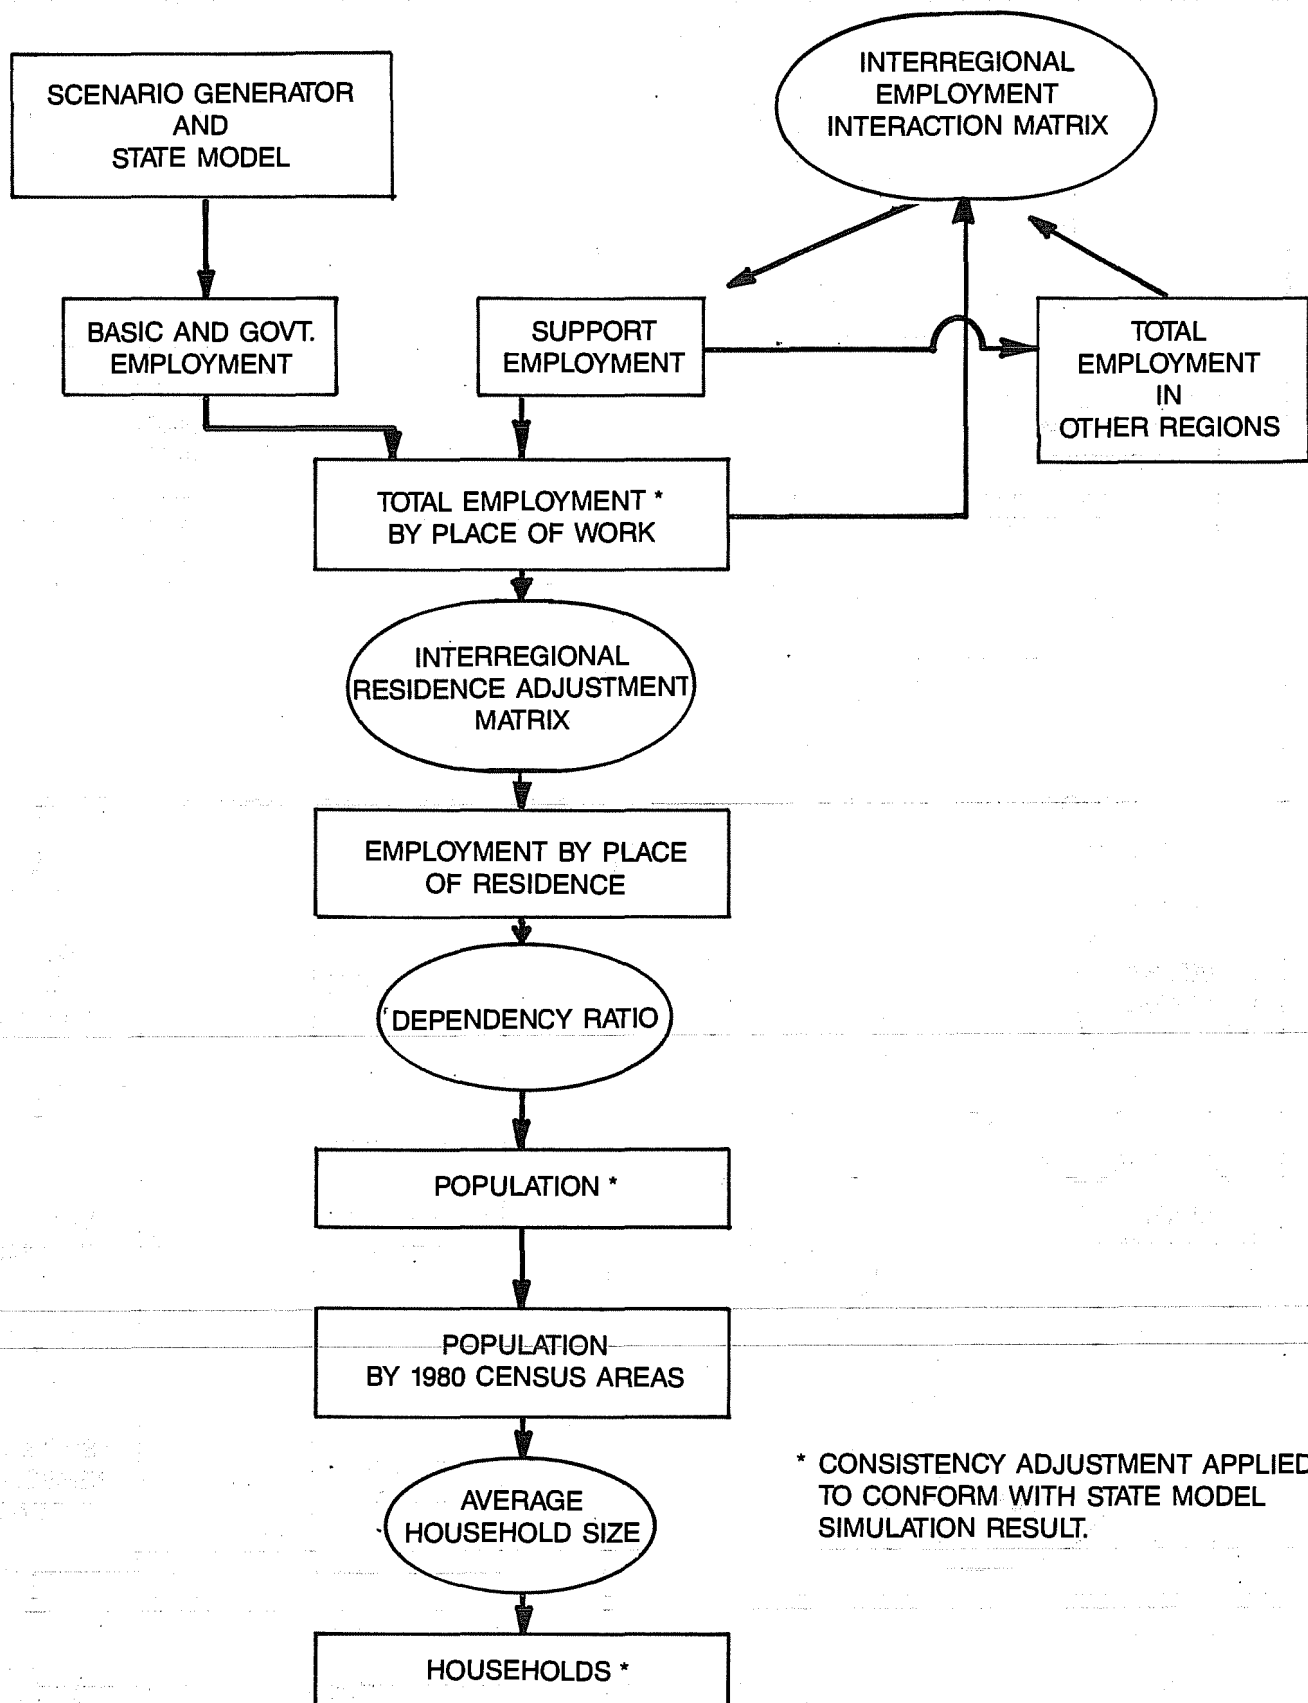 SCENARIO GENERATOR
AND
STATE MODEL
INTERREGIONAL
EMPLOYMENT
INTERACTION MATRIX
BASIC AND GOVT.
EMPLOYMENT
SUPPORT
EMPLOYMENT
TOTAL
EMPLOYMENT
IN
OTHER REGIONS
TOTAL EMPLOYMENT *
BY PLACE OF WORK
INTERREGIONAL
RESIDENCE ADJUSTMENT
MATRIX
EMPLOYMENT BY PLACE
OF RESIDENCE
DEPENDENCY RATIO
POPULATION *
POPULATION
BY 1980 CENSUS AREAS
AVERAGE
HOUSEHOLD SIZE
HOUSEHOLDS *
* CONSISTENCY ADJUSTMENT APPLIED
TO CONFORM WITH STATE MODEL
SIMULATION RESULT.